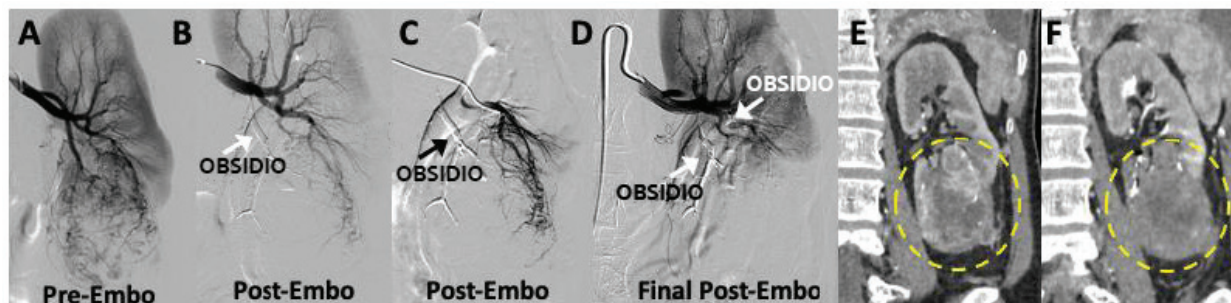 A
B
C
D
E
F
OBSIDIO
OBSIDIO
OBSIDIO
OBSIDIO
Pre-Embo
Post-Embo
Post-Embo
Final Post-Embo